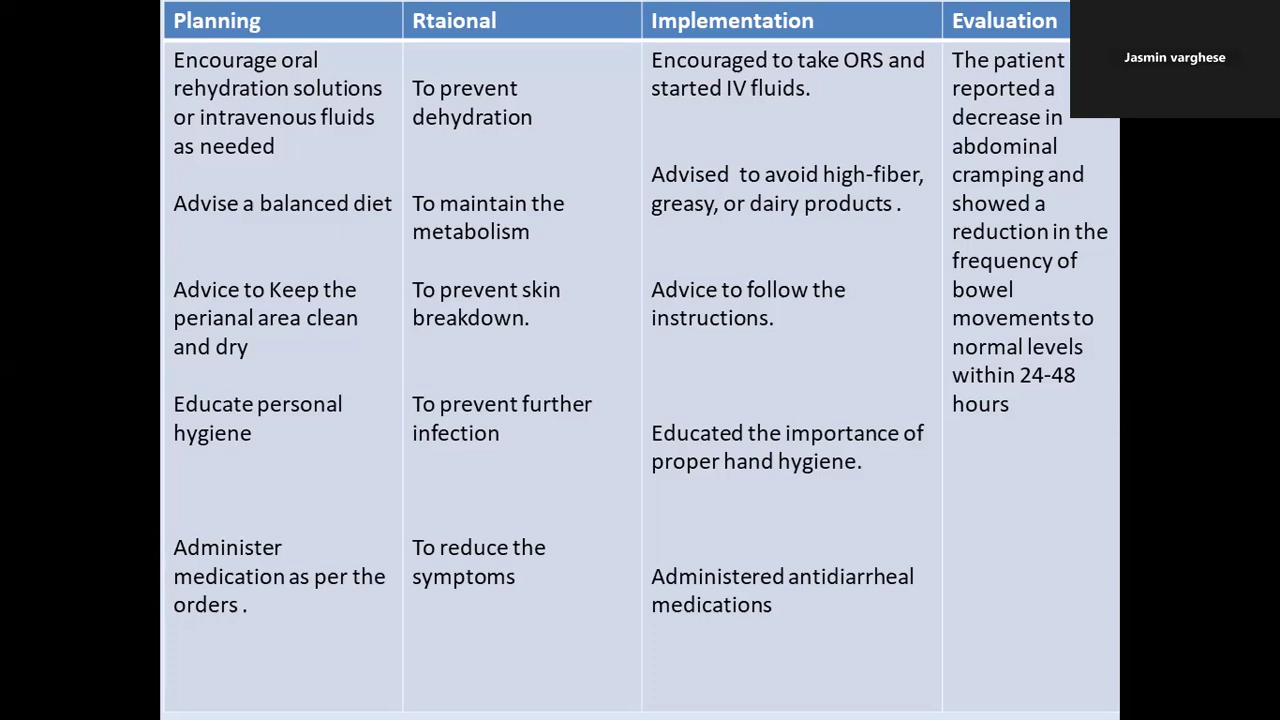 Planning
Rtaional
Implementation
Evaluation
Encourage oral
rehydration solutions
or intravenous fluids
as needed
Advise a balanced diet
Advice to Keep the
perianal area clean
and dry
Educate personal
hygiene
Administer
medication as per the
orders .
To prevent
dehydration
To maintain the
metabolism
To prevent skin
breakdown.
To prevent further
infection
To reduce the
symptoms
Encouraged to take ORS and
started IV fluids.
Advised  to avoid high-fiber,
greasy, or dairy products .
Advice to follow the
instructions.
Educated the importance of
proper hand hygiene.
Administered antidiarrheal
medications
The patient
reported a
decrease in
abdominal
cramping and
showed a
reduction in the
frequency of
bowel
movements to
normal levels
within 24-48
hours
Jasmin varghese